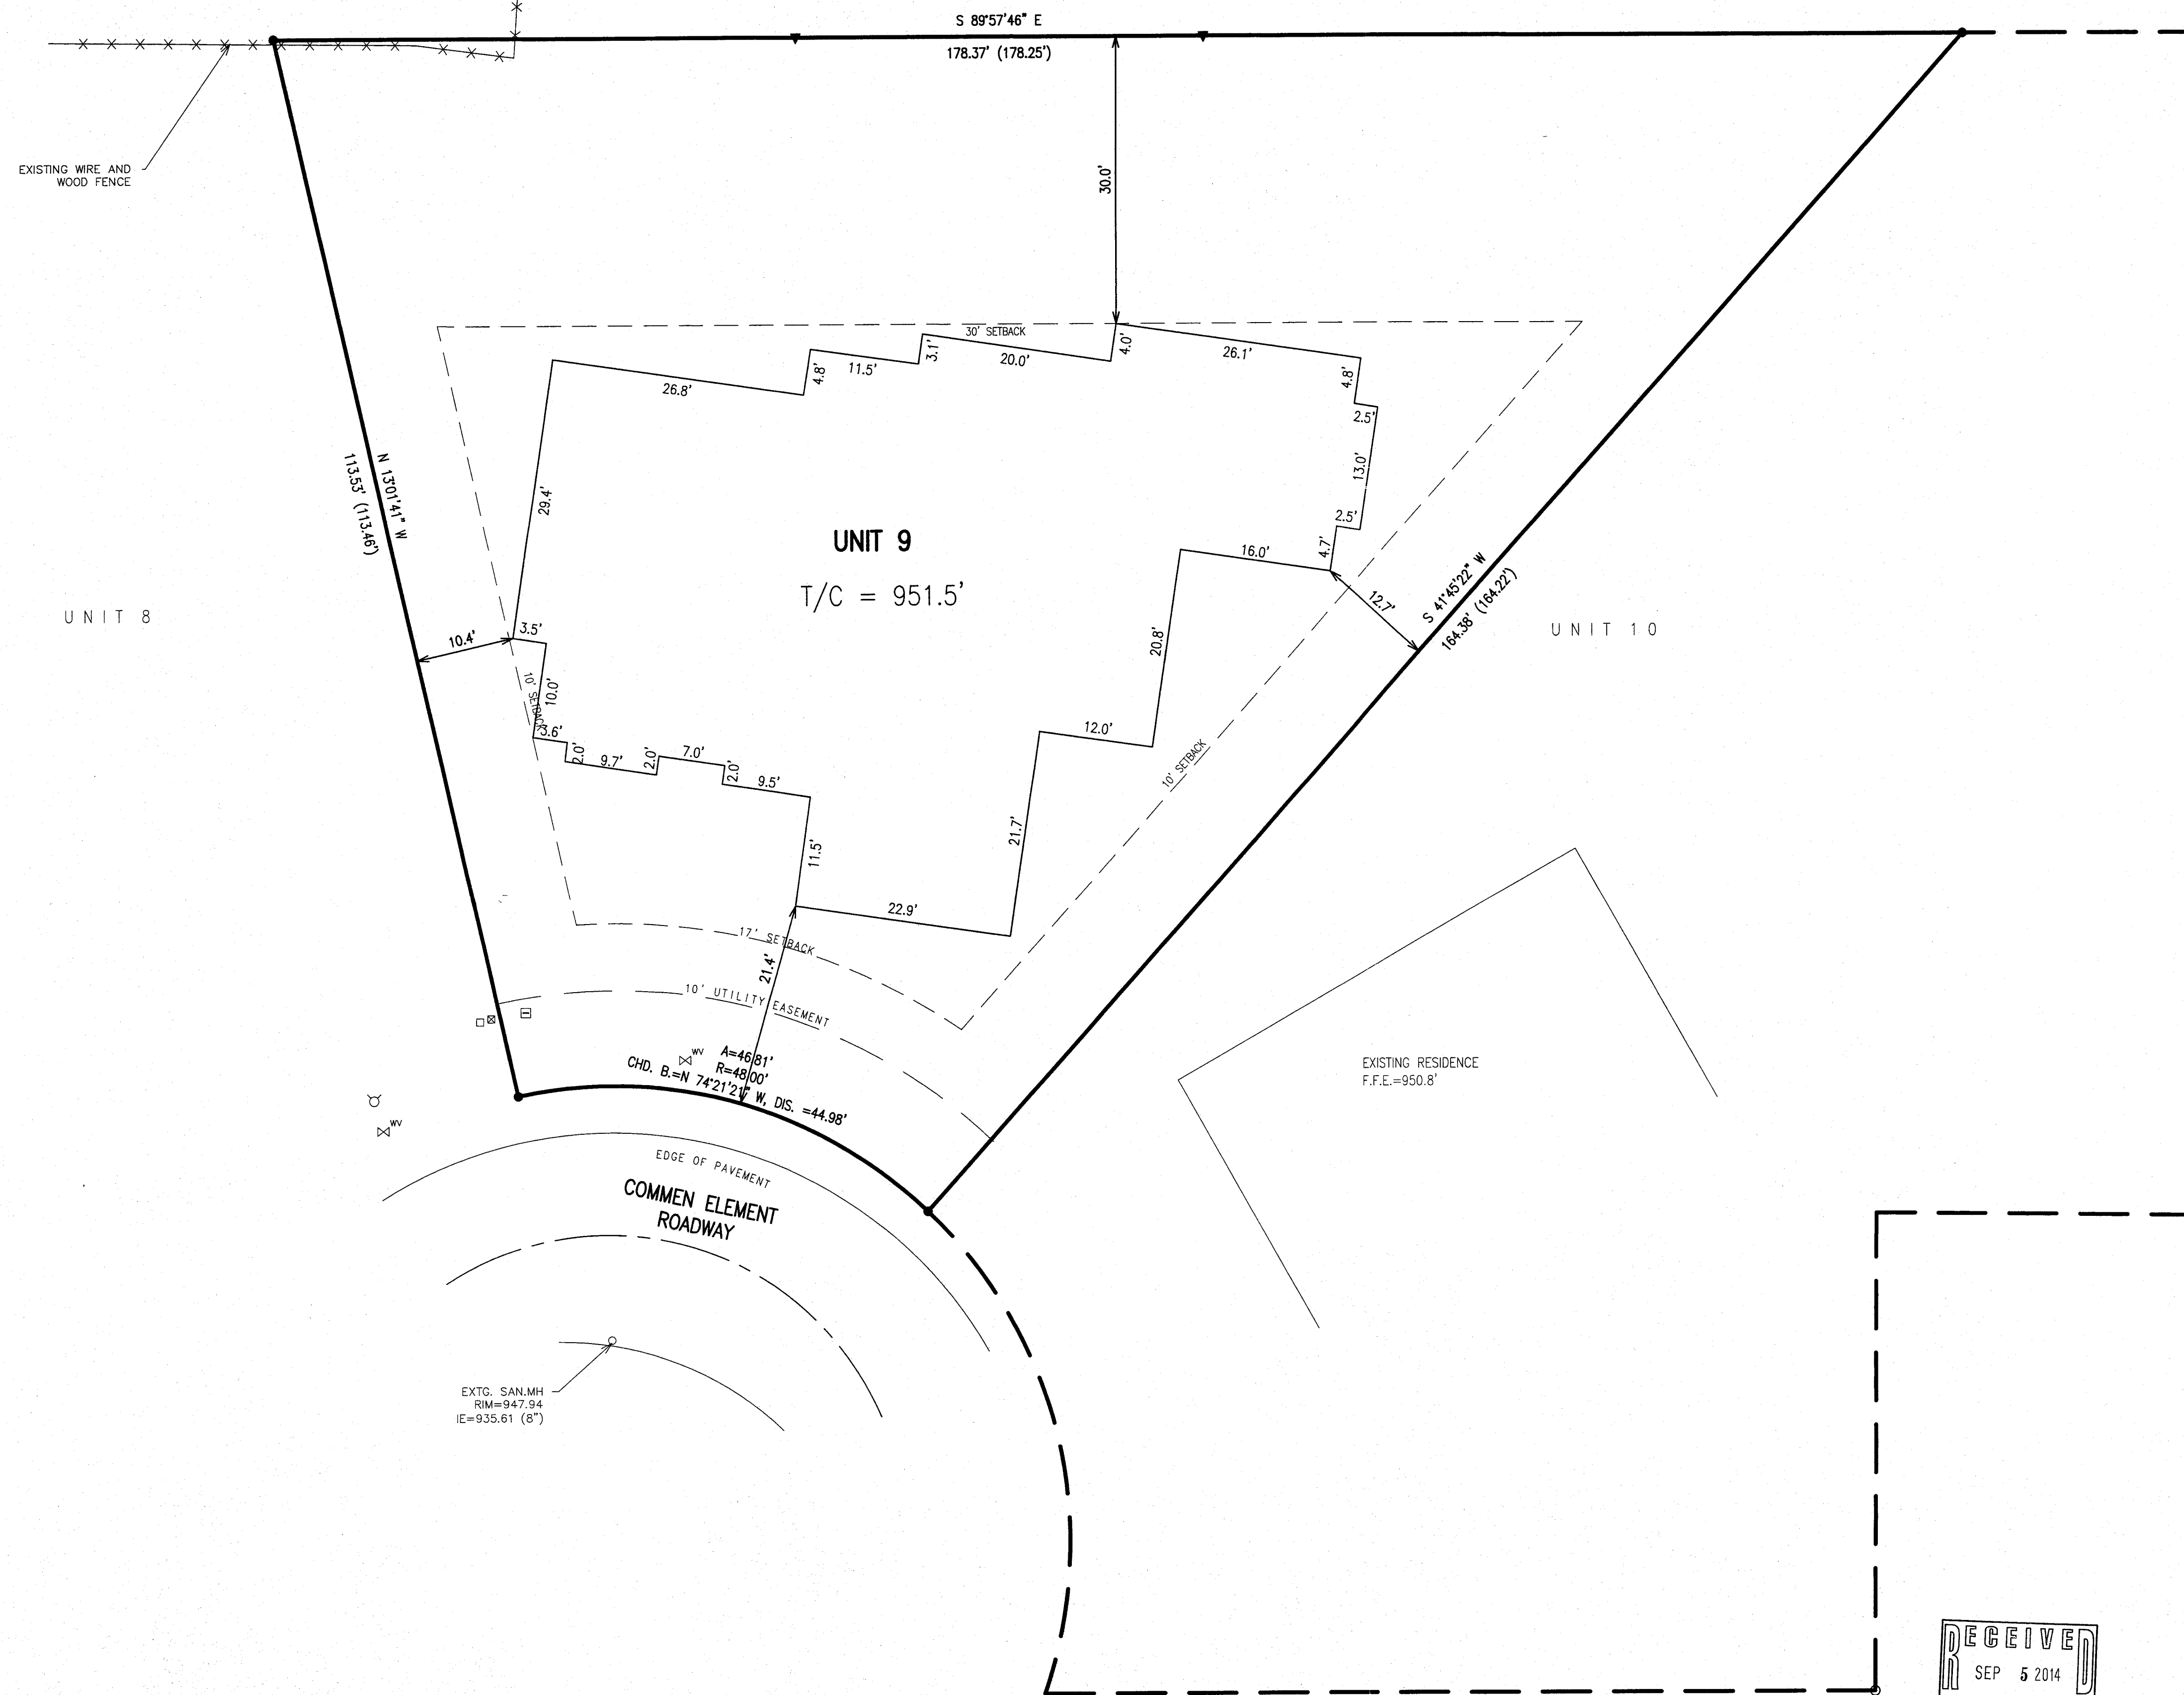 S 89°57'46" E
178.37' (178.25')
EXISTING WIRE AND
WOOD FENCE
30.0'
30' SETBACK
26.8'
4.8'
11.5'
3.1'
20.0'
4.0'
26.1'
4.8'
2.5'
13.0'
2.5'
4.7'
16.0'
12.7'
N 13°01'41" W
113.53' (113.46')
29.4'
UNIT 9
T/C = 951.5'
S 41°45'22" W
164.38' (164.22')
UNIT 8
UNIT 10
10.4'
3.5'
10' SETBACK
10.0'
3.6'
2.0'
9.7'
2.0'
7.0'
2.0'
9.5'
20.8'
12.0'
10' SETBACK
11.5'
21.7'
22.9'
17' SETBACK
21.4'
10' UTILITY EASEMENT
WV
A=46.81'
R=48.00'
CHD. B.=N 74°21'21" W, DIS. =44.98'
WV
EDGE OF PAVEMENT
COMMEN ELEMENT
ROADWAY
EXISTING RESIDENCE
F.F.E.=950.8'
EXTG. SAN.MH
RIM=947.94
IE=935.61 (8")
RECEIVED
SEP 5 2014